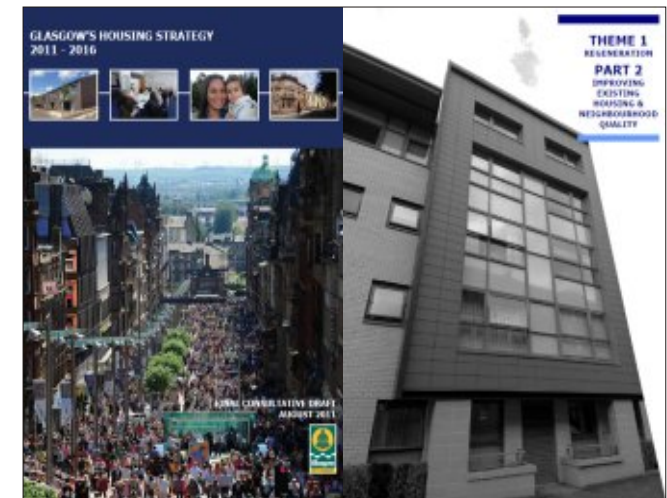 GLASGOW'S HOUSING STRATEGY
2011 - 2016
FINAL CONSULTATIVE DRAFT
AUGUST 2011
THEME 1
REGENERATION
PART 2
IMPROVING
EXISTING
HOUSING &
NEIGHBOURHOOD
QUALITY